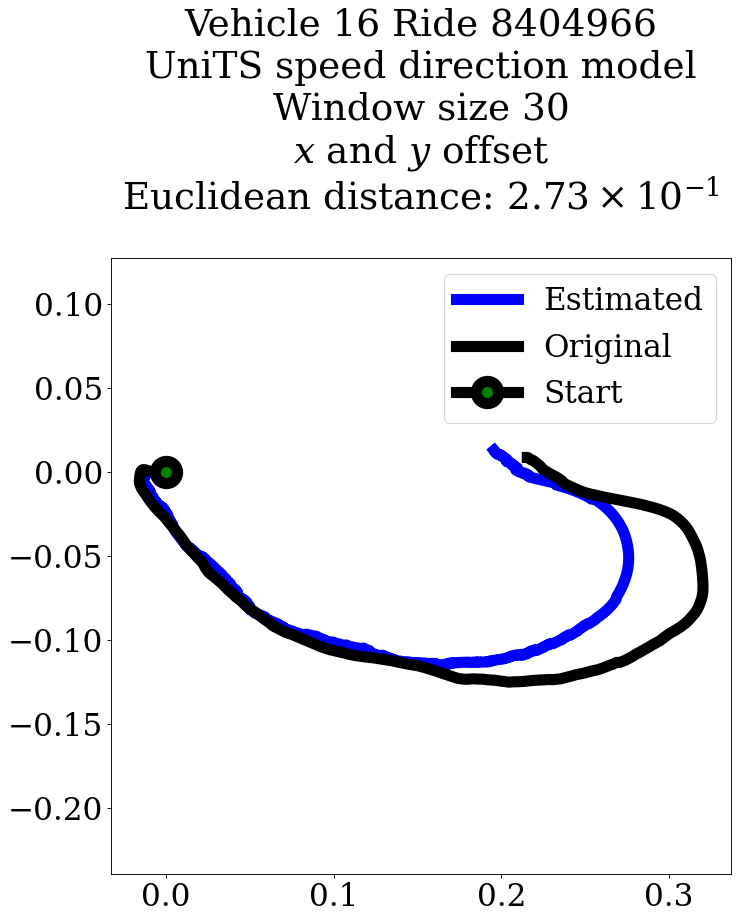 Vehicle 16 Ride 8404966
UniTS speed direction model
Window size 30
x and y offset
Euclidean distance: 2.73 × 10⁻¹
Estimated
Original
Start
0.10
0.05
0.00
−0.05
−0.10
−0.15
−0.20
0.0 0.1 0.2 0.3